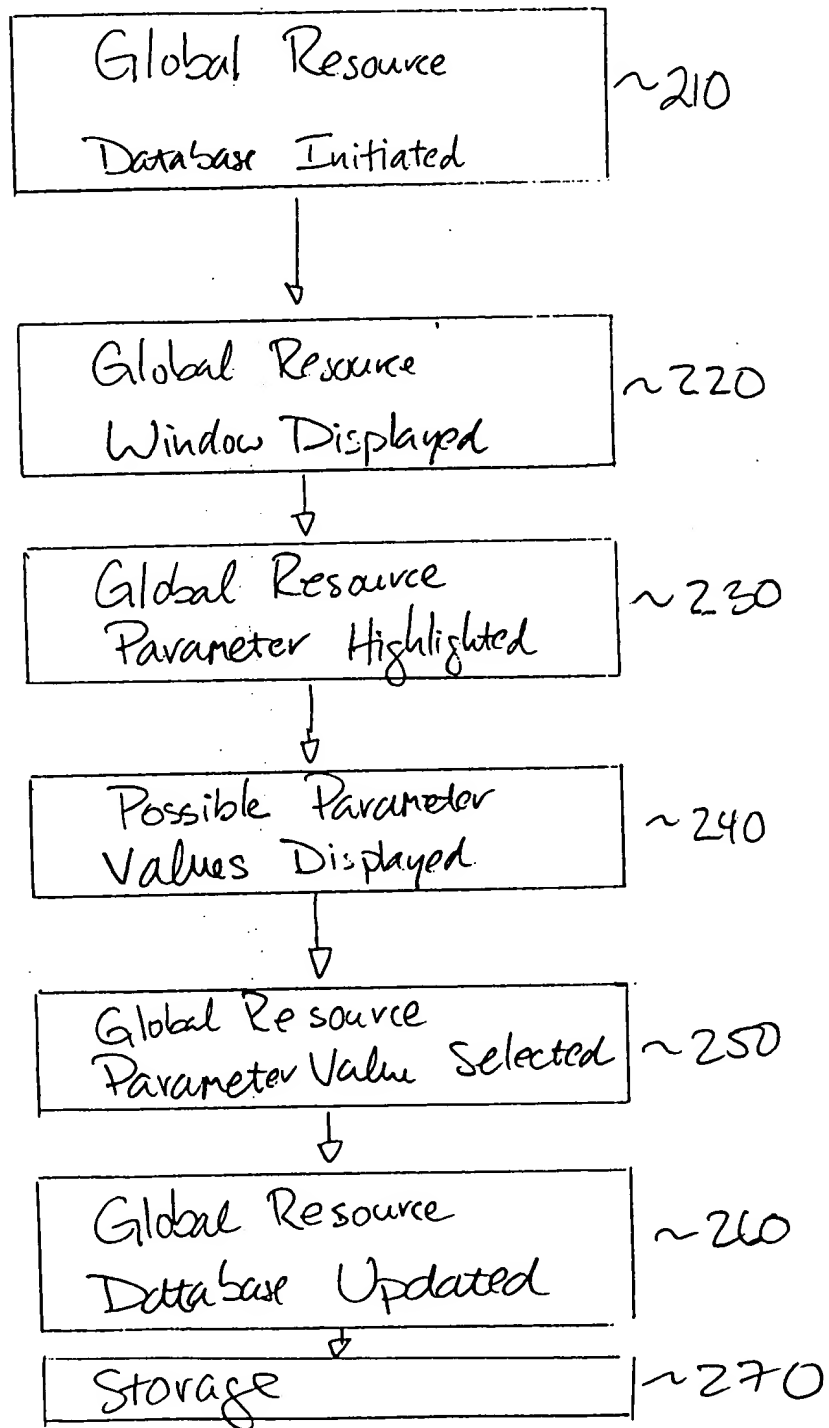 Global Resource
Database Initiated
~210
Global Resource
Window Displayed
~220
Global Resource
Parameter Highlighted
~230
Possible Parameter
Values Displayed
~240
Global Resource
Parameter Value Selected
~250
Global Resource
Database Updated
~260
Storage
~270